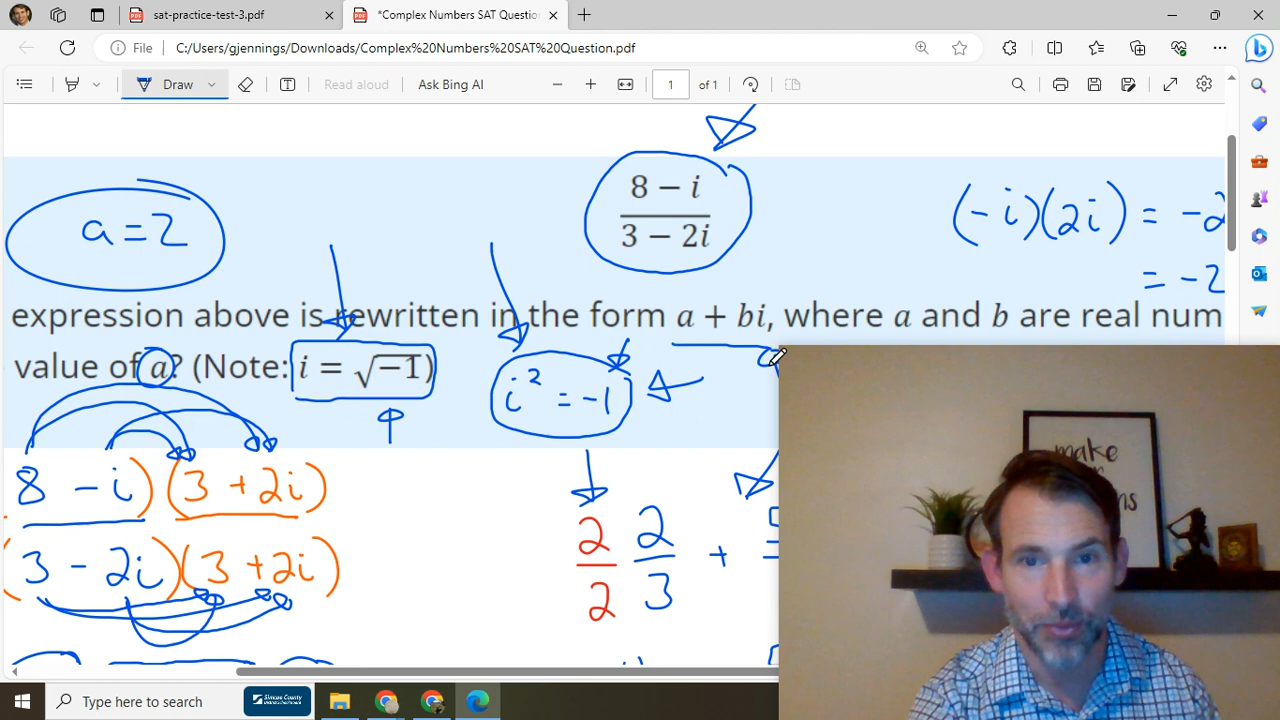 sat-practice-test-3.pdf
*Complex Numbers SAT Questio
File C:/Users/gjennings/Downloads/Complex%20Numbers%20SAT%20Question.pdf
Draw Read aloud Ask Bing AI 1 of 1
a = 2
8 − i
3 − 2i
(-i)(2i) = -2
= -2
expression above is rewritten in the form a + bi, where a and b are real num
value of a? (Note: i = √−1)
i² = -1
make
8 - i) (3 + 2i)
(3 - 2i)(3 + 2i)
2 2 +
2 3
Type here to search
Simcoe County